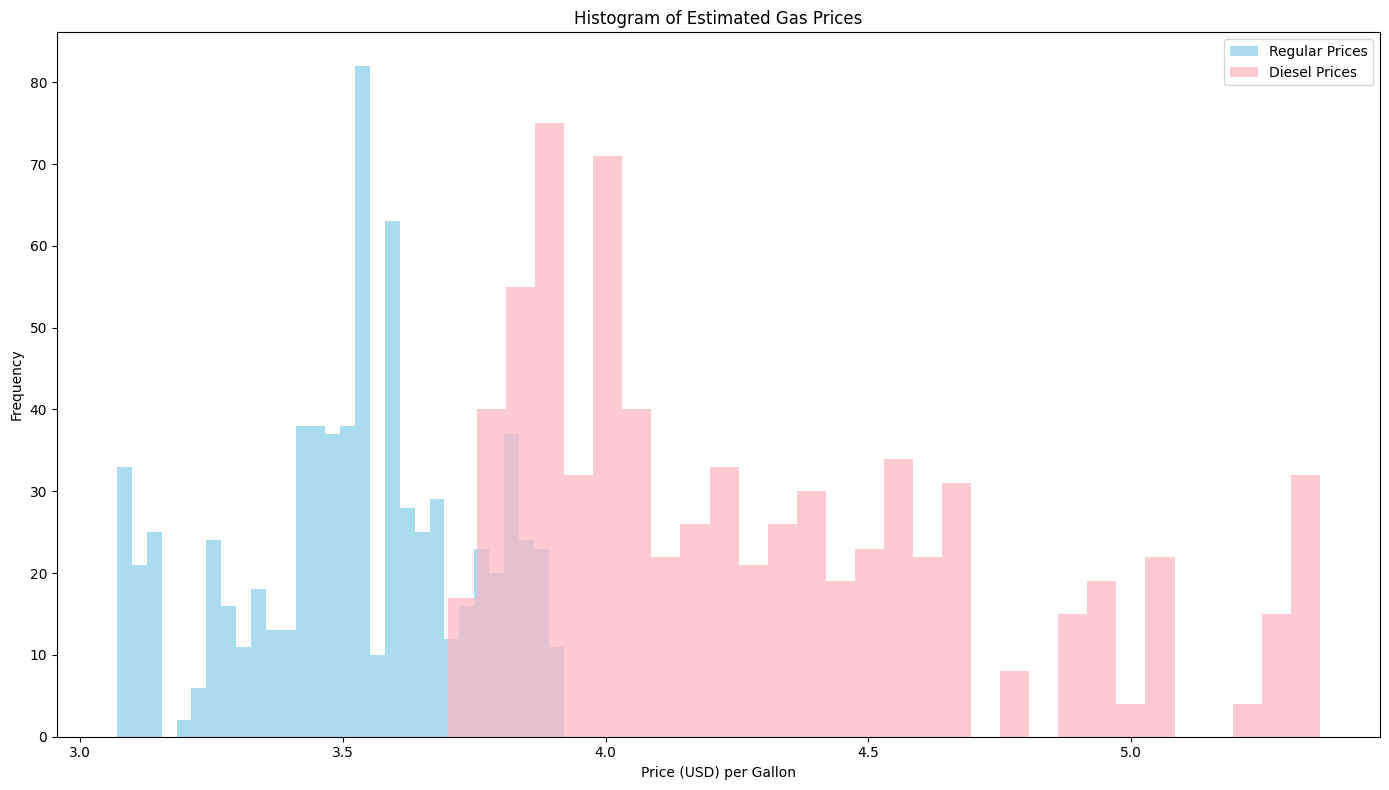 Histogram of Estimated Gas Prices
Regular Prices
Diesel Prices
80
70
60
50
40
30
20
10
0
Frequency
3.0 3.5 4.0 4.5 5.0
Price (USD) per Gallon